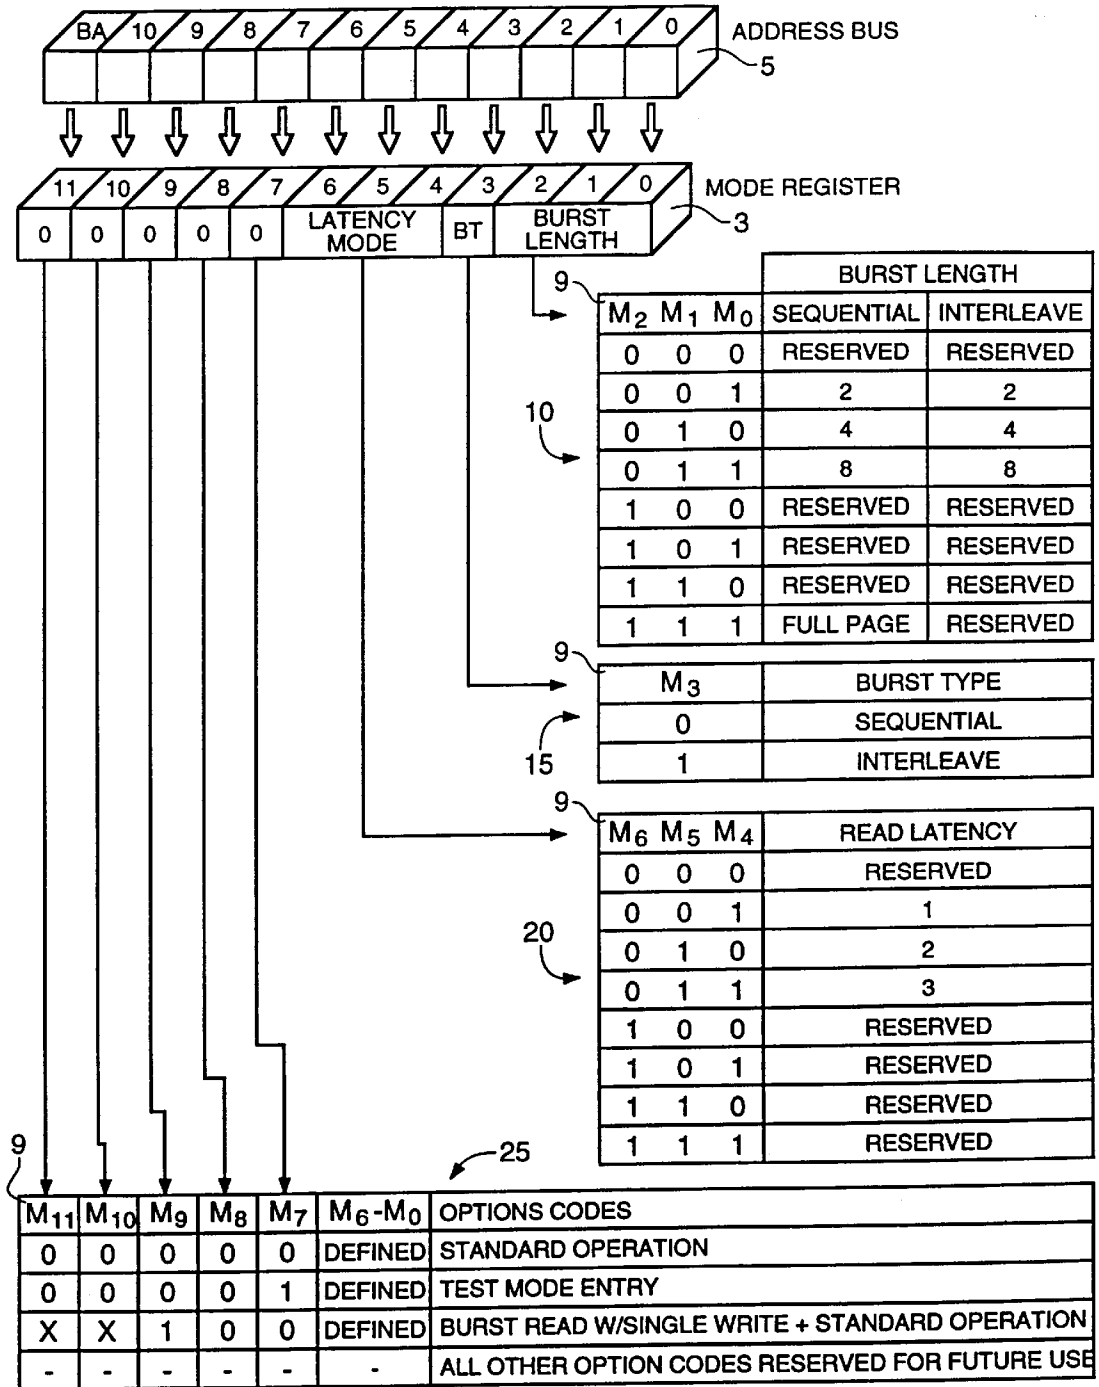 BA 10 9 8 7 6 5 4 3 2 1 0 ADDRESS BUS
5
11 10 9 8 7 6 5 4 3 2 1 0 MODE REGISTER
0 0 0 0 0 LATENCY MODE BT BURST LENGTH
3
9 BURST LENGTH
M2 M1 M0 SEQUENTIAL INTERLEAVE
0 0 0 RESERVED RESERVED
0 0 1 2 2
10
0 1 0 4 4
0 1 1 8 8
1 0 0 RESERVED RESERVED
1 0 1 RESERVED RESERVED
1 1 0 RESERVED RESERVED
1 1 1 FULL PAGE RESERVED
9
M3 BURST TYPE
0 SEQUENTIAL
15
1 INTERLEAVE
9
M6 M5 M4 READ LATENCY
0 0 0 RESERVED
0 0 1 1
20
0 1 0 2
0 1 1 3
1 0 0 RESERVED
1 0 1 RESERVED
1 1 0 RESERVED
1 1 1 RESERVED
9
25
M11 M10 M9 M8 M7 M6-M0 OPTIONS CODES
0 0 0 0 0 DEFINED STANDARD OPERATION
0 0 0 0 1 DEFINED TEST MODE ENTRY
X X 1 0 0 DEFINED BURST READ W/SINGLE WRITE + STANDARD OPERATION
- - - - - - ALL OTHER OPTION CODES RESERVED FOR FUTURE USE